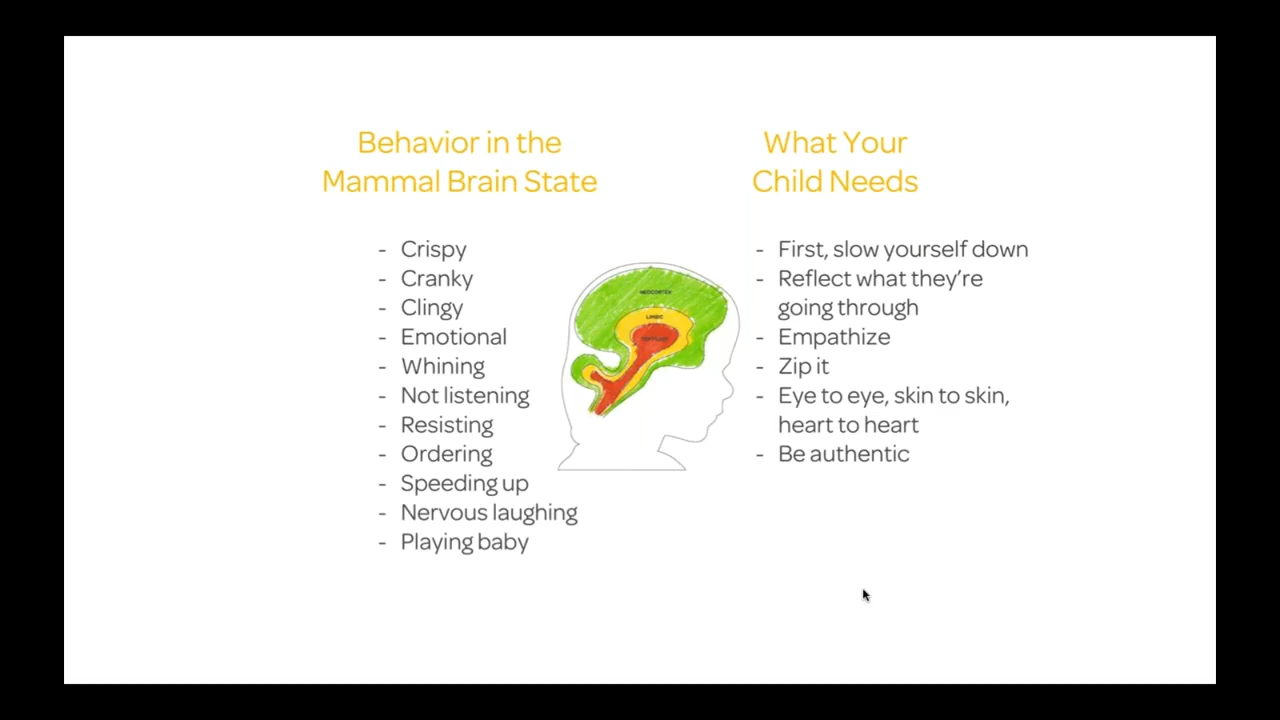 Behavior in the
Mammal Brain State
- Crispy
- Cranky
- Clingy
- Emotional
- Whining
- Not listening
- Resisting
- Ordering
- Speeding up
- Nervous laughing
- Playing baby
NEOCORTEX
LIMBIC
What Your
Child Needs
- First, slow yourself down
- Reflect what they're
going through
- Empathize
- Zip it
- Eye to eye, skin to skin,
heart to heart
- Be authentic